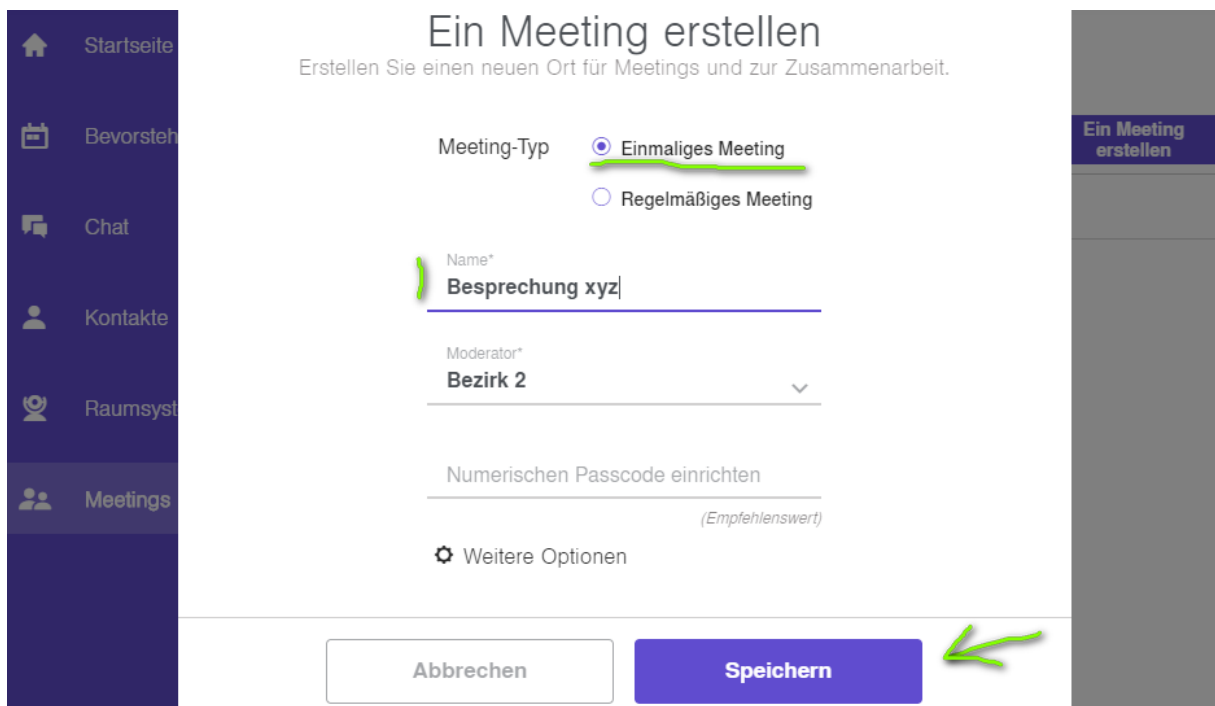 Ein Meeting erstellen
Erstellen Sie einen neuen Ort für Meetings und zur Zusammenarbeit.
Startseite
Bevorsteh
Chat
Kontakte
Raumsyst
Meetings
Meeting-Typ
Einmaliges Meeting
Regelmäßiges Meeting
Name*
Besprechung xyz
Moderator*
Bezirk 2
Numerischen Passcode einrichten
(Empfehlenswert)
Weitere Optionen
Abbrechen
Speichern
Ein Meeting
erstellen